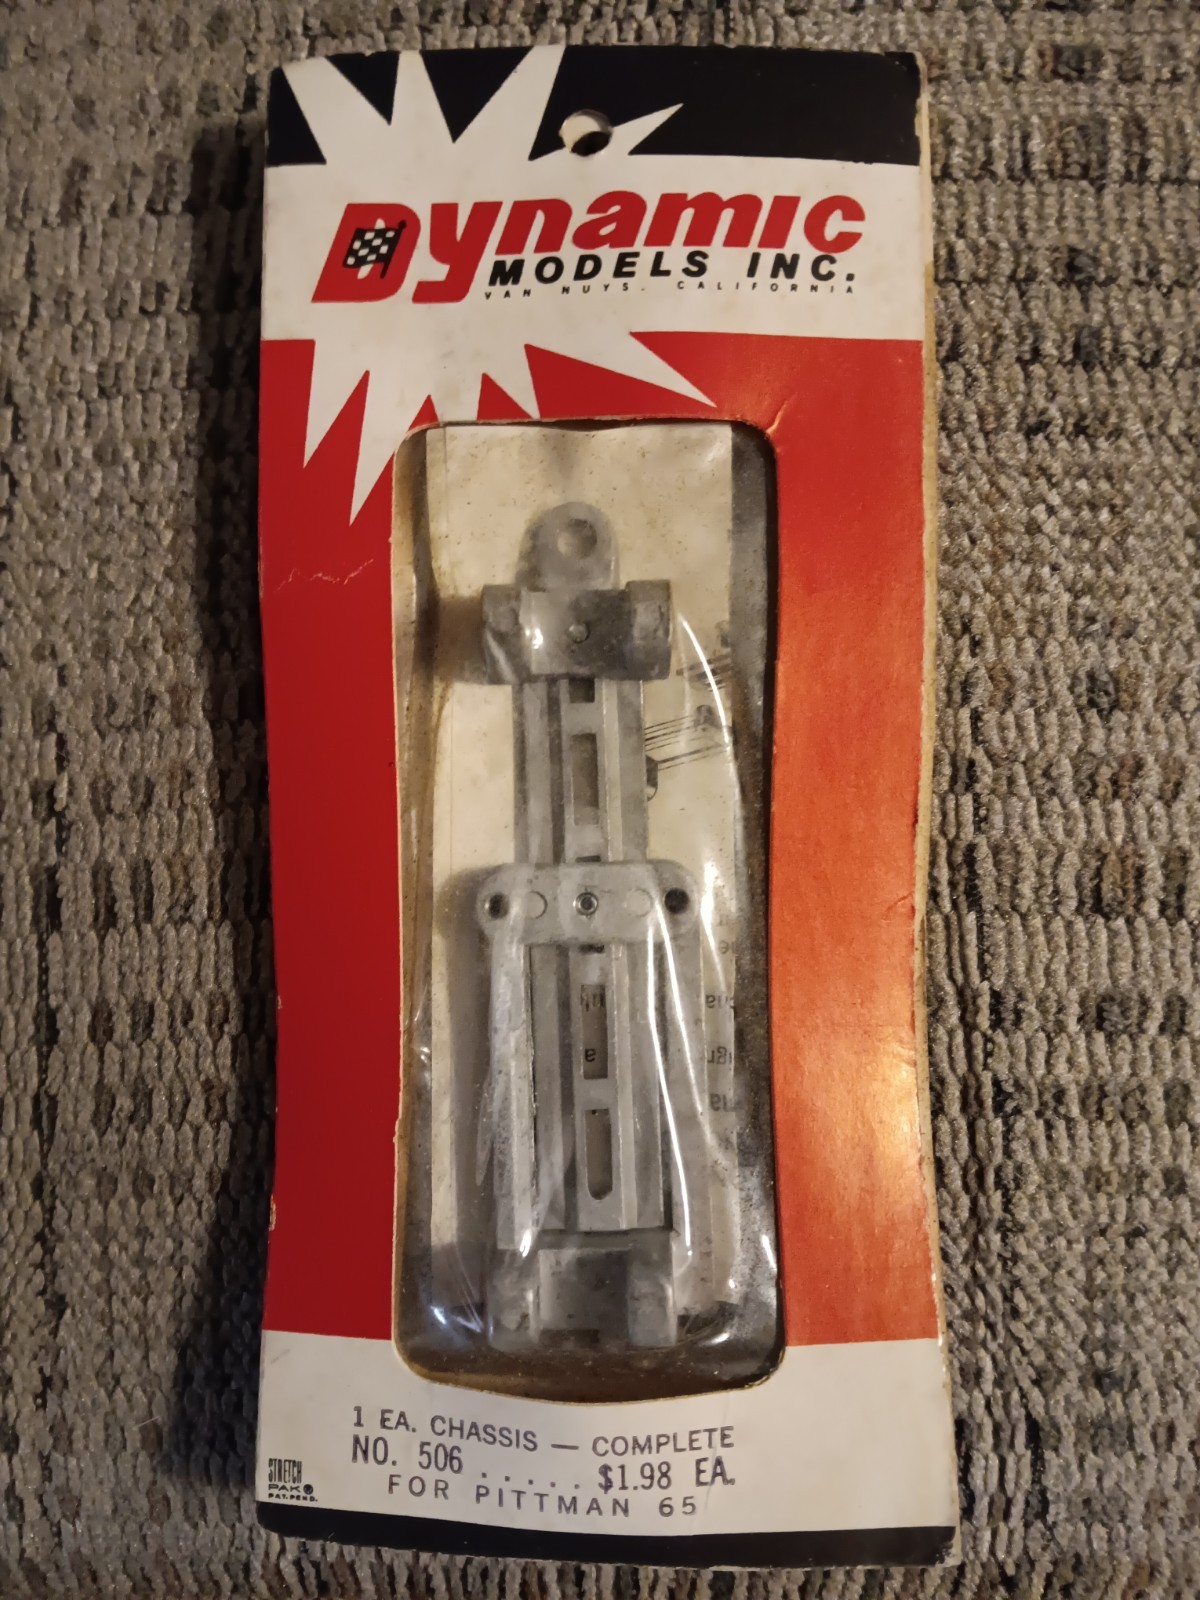 Dynamic
MODELS INC.
VAN NUYS, CALIFORNIA
a
1 EA. CHASSIS — COMPLETE
NO. 506 ..... $1.98 EA.
FOR PITTMAN 65
STRETCH
PAK
PAT. PEND.